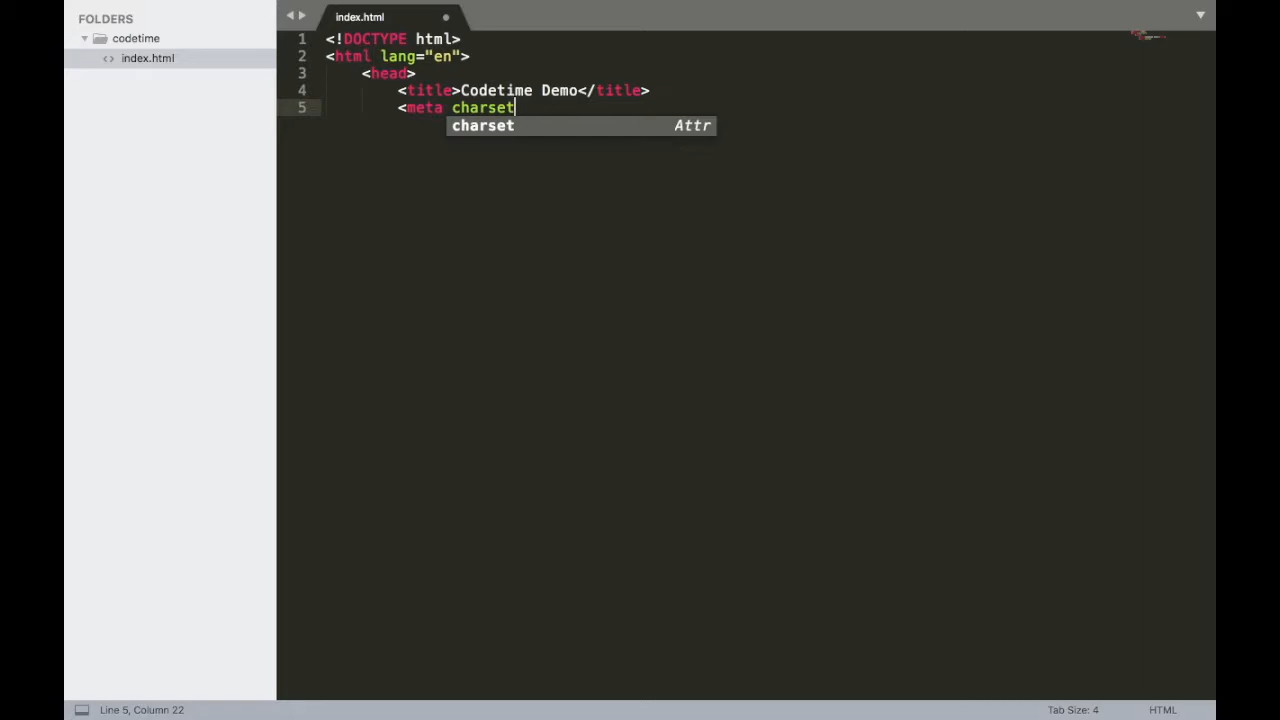 FOLDERS
codetime
<> index.html
index.html
1 <!DOCTYPE html>
2 <html lang="en">
3 <head>
4 <title>Codetime Demo</title>
5 <meta charset
charset Attr
Line 5, Column 22
Tab Size: 4
HTML